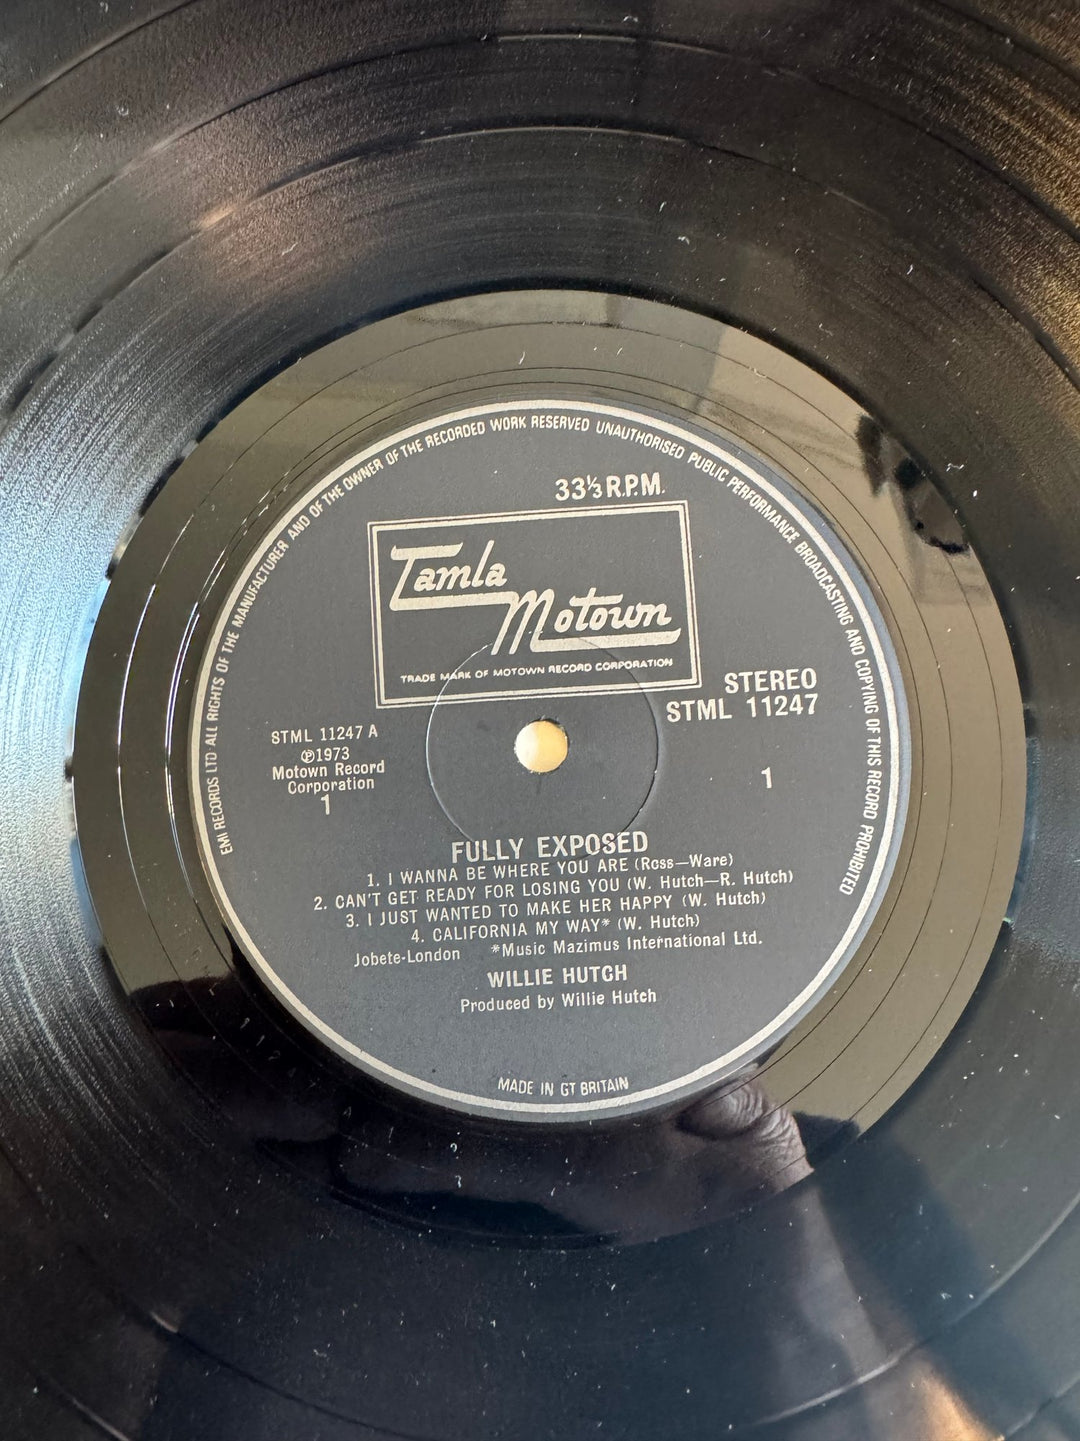 EMI RECORDS LTD ALL RIGHTS OF THE MANUFACTURER AND OF THE OWNER OF THE RECORDED WORK RESERVED UNAUTHORISED PUBLIC PERFORMANCE BROADCASTING AND COPYING OF THIS RECORD PROHIBITED
33⅓ R.P.M.
Tamla
Motown
TRADE MARK OF MOTOWN RECORD CORPORATION
STEREO
STML 11247
STML 11247 A
℗1973
Motown Record
Corporation
1
1
FULLY EXPOSED
1. I WANNA BE WHERE YOU ARE (Ross—Ware)
2. CAN'T GET READY FOR LOSING YOU (W. Hutch—R. Hutch)
3. I JUST WANTED TO MAKE HER HAPPY (W. Hutch)
4. CALIFORNIA MY WAY* (W. Hutch)
Jobete-London *Music Mazimus International Ltd.
WILLIE HUTCH
Produced by Willie Hutch
MADE IN GT BRITAIN